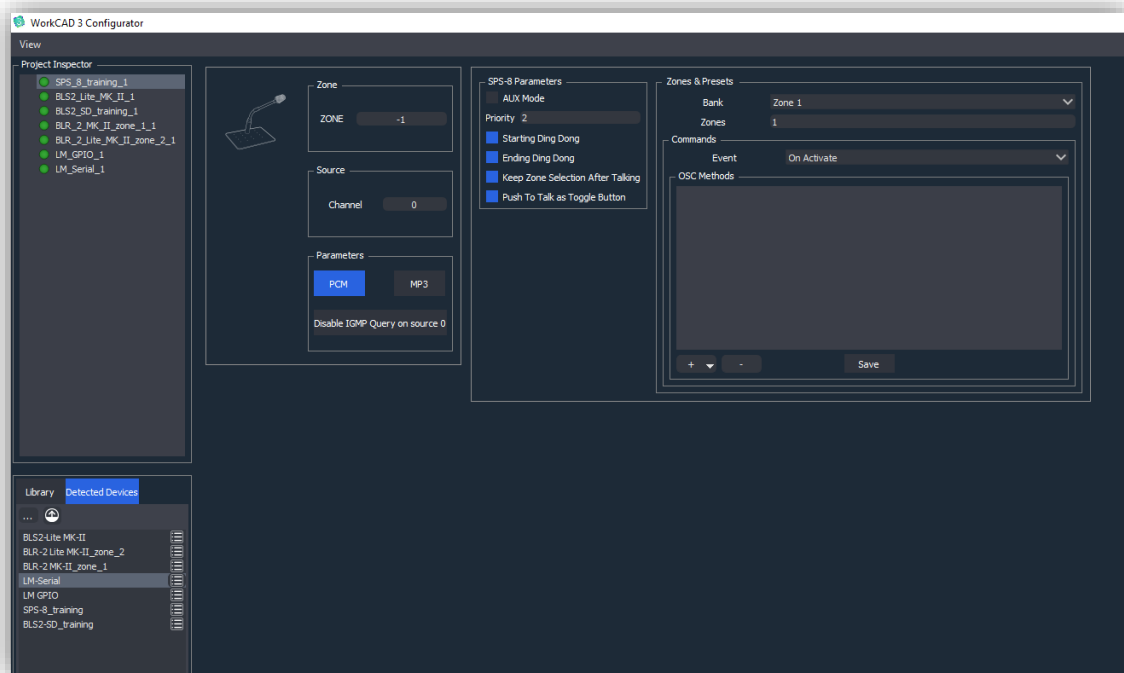 WorkCAD 3 Configurator
View
Project Inspector
SPS_8_training_1
BLS2_Lite_MK_II_1
BLS2_SD_training_1
BLR_2_MK_II_zone_1_1
BLR_2_Lite_MK_II_zone_2_1
LM_GPIO_1
LM_Serial_1
Zone
ZONE -1
Source
Channel 0
Parameters
PCM MP3
Disable IGMP Query on source 0
SPS-8 Parameters
AUX Mode
Priority 2
Starting Ding Dong
Ending Ding Dong
Keep Zone Selection After Talking
Push To Talk as Toggle Button
Zones & Presets
Bank Zone 1
Zones 1
Commands
Event On Activate
OSC Methods
+ - Save
Library Detected Devices
...
BLS2-Lite MK-II
BLR-2 Lite MK-II_zone_2
BLR-2 MK-II_zone_1
LM-Serial
LM GPIO
SPS-8_training
BLS2-SD_training